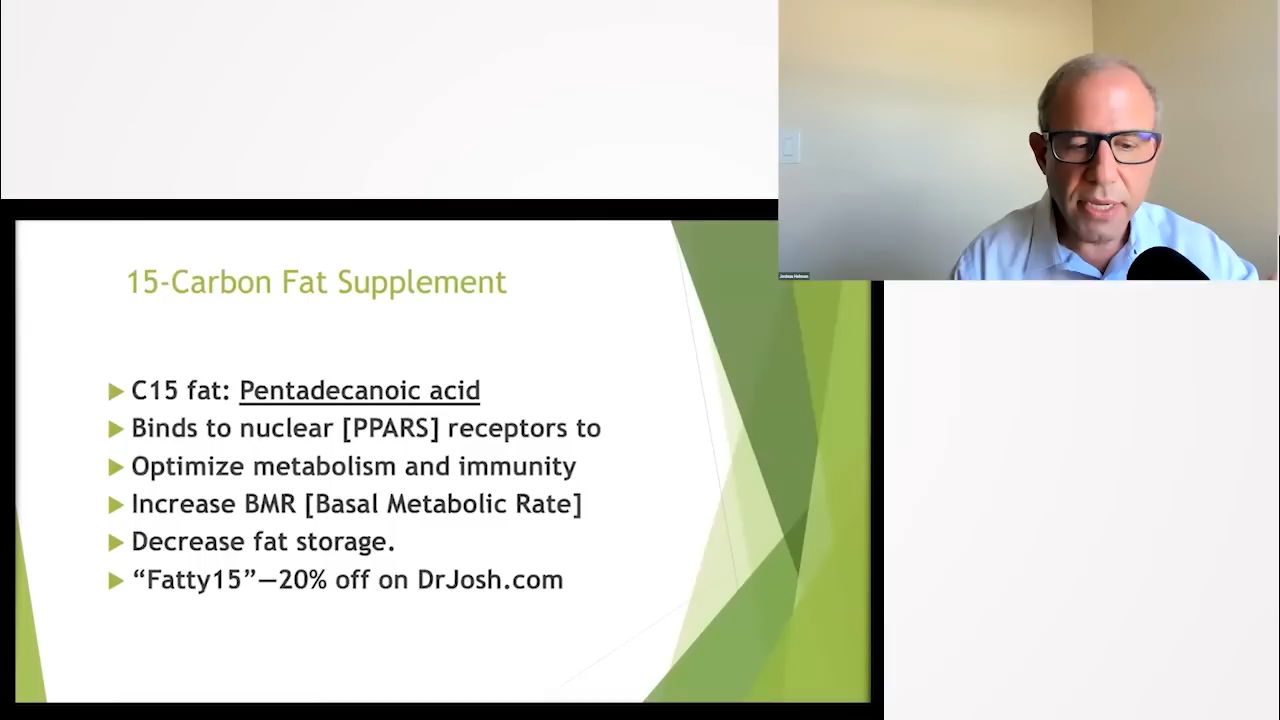 15-Carbon Fat Supplement
C15 fat: Pentadecanoic acid
Binds to nuclear [PPARS] receptors to
Optimize metabolism and immunity
Increase BMR [Basal Metabolic Rate]
Decrease fat storage.
“Fatty15”—20% off on DrJosh.com